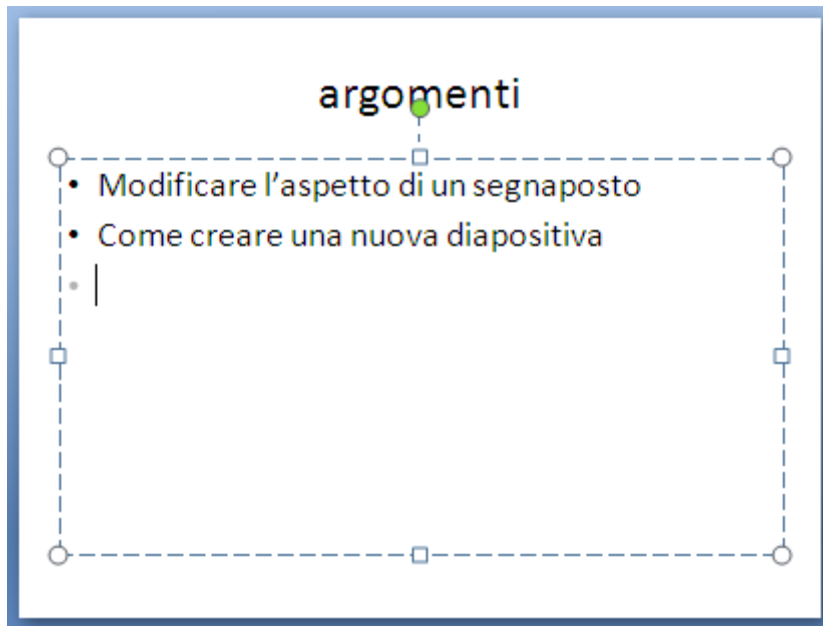 argomenti
• Modificare l’aspetto di un segnaposto
• Come creare una nuova diapositiva
•